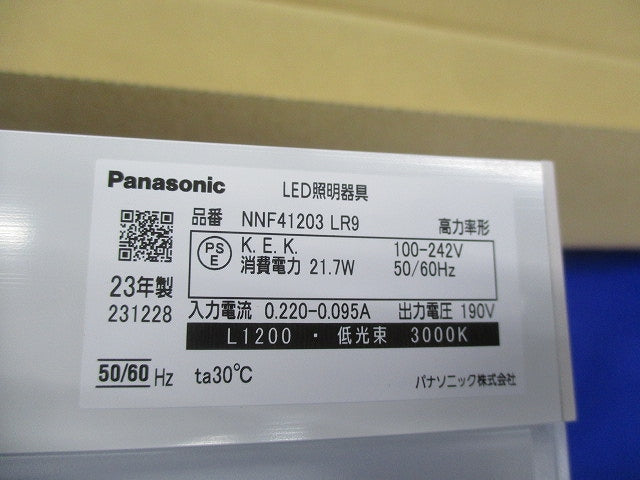 Panasonic LED照明器具
品番 NNF41203 LR9 高力率形
PS E K. E. K. 100-242V
消費電力 21.7W 50/60Hz
23年製
231228 入力電流 0.220-0.095A 出力電圧 190V
L1200 ・ 低光束 3000K
50/60 Hz ta30℃ パナソニック株式会社